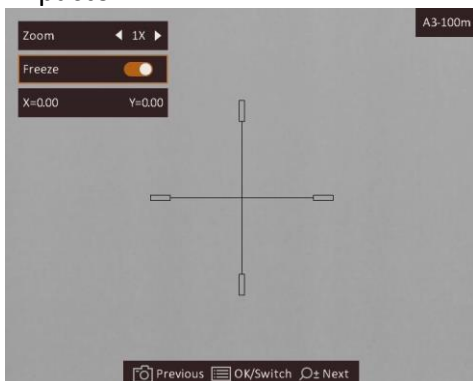 Zoom 1X
A3-100m
Freeze
X=0.00 Y=0.00
Previous OK/Switch Next